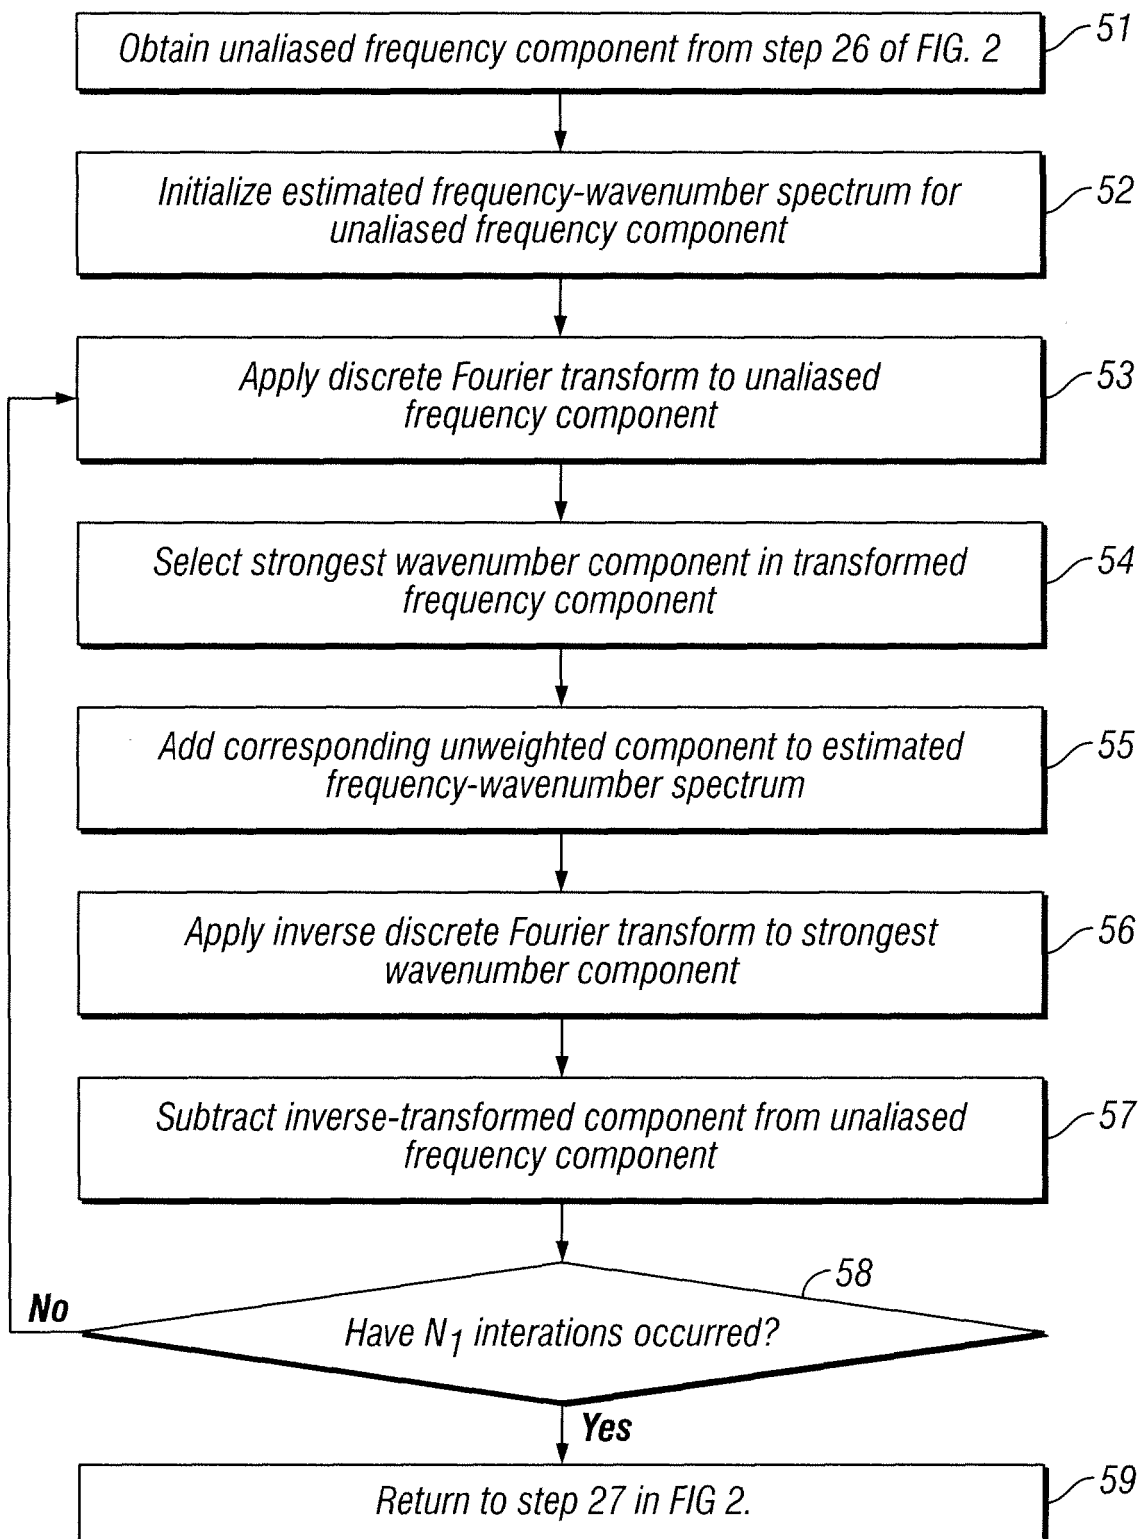 Obtain unaliased frequency component from step 26 of FIG. 2
51
Initialize estimated frequency-wavenumber spectrum for
unaliased frequency component
52
Apply discrete Fourier transform to unaliased
frequency component
53
Select strongest wavenumber component in transformed
frequency component
54
Add corresponding unweighted component to estimated
frequency-wavenumber spectrum
55
Apply inverse discrete Fourier transform to strongest
wavenumber component
56
Subtract inverse-transformed component from unaliased
frequency component
57
58
No
Have N1 interations occurred?
Yes
Return to step 27 in FIG 2.
59